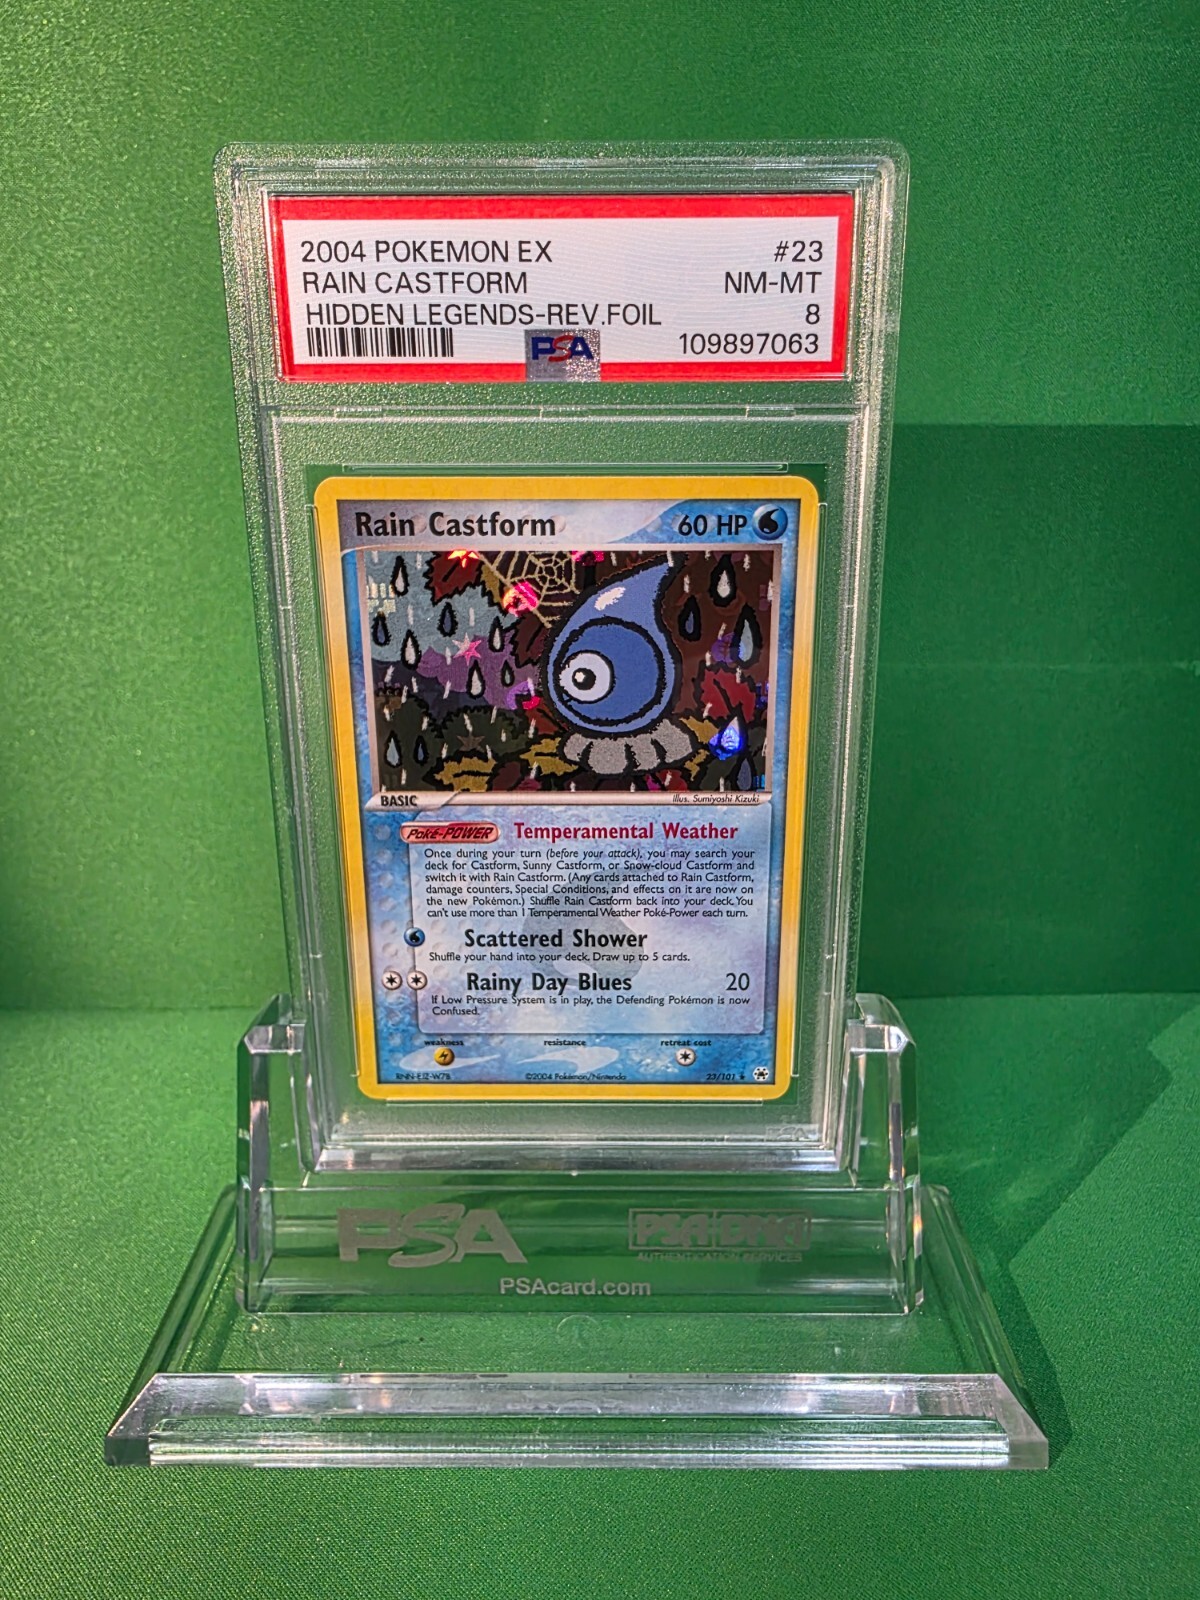 2004 POKEMON EX #23
RAIN CASTFORM NM-MT
HIDDEN LEGENDS-REV.FOIL 8
PSA 109897063
Rain Castform 60 HP
BASIC Illus. Sumiyoshi Kizuki
Poké-POWER Temperamental Weather
Once during your turn (before your attack), you may search your
deck for Castform, Sunny Castform, or Snow-cloud Castform and
switch it with Rain Castform. (Any cards attached to Rain Castform,
damage counters, Special Conditions, and effects on it are now on
the new Pokémon.) Shuffle Rain Castform back into your deck. You
can't use more than 1 Temperamental Weather Poké-Power each turn.
Scattered Shower
Shuffle your hand into your deck. Draw up to 5 cards.
Rainy Day Blues 20
If Low Pressure System is in play, the Defending Pokémon is now
Confused.
weakness resistance retreat cost
RNN-EJZ-W7B ©2004 Pokémon/Nintendo 23/101
PSA
PSA PSA/DNA
AUTHENTICATION SERVICES
PSAcard.com